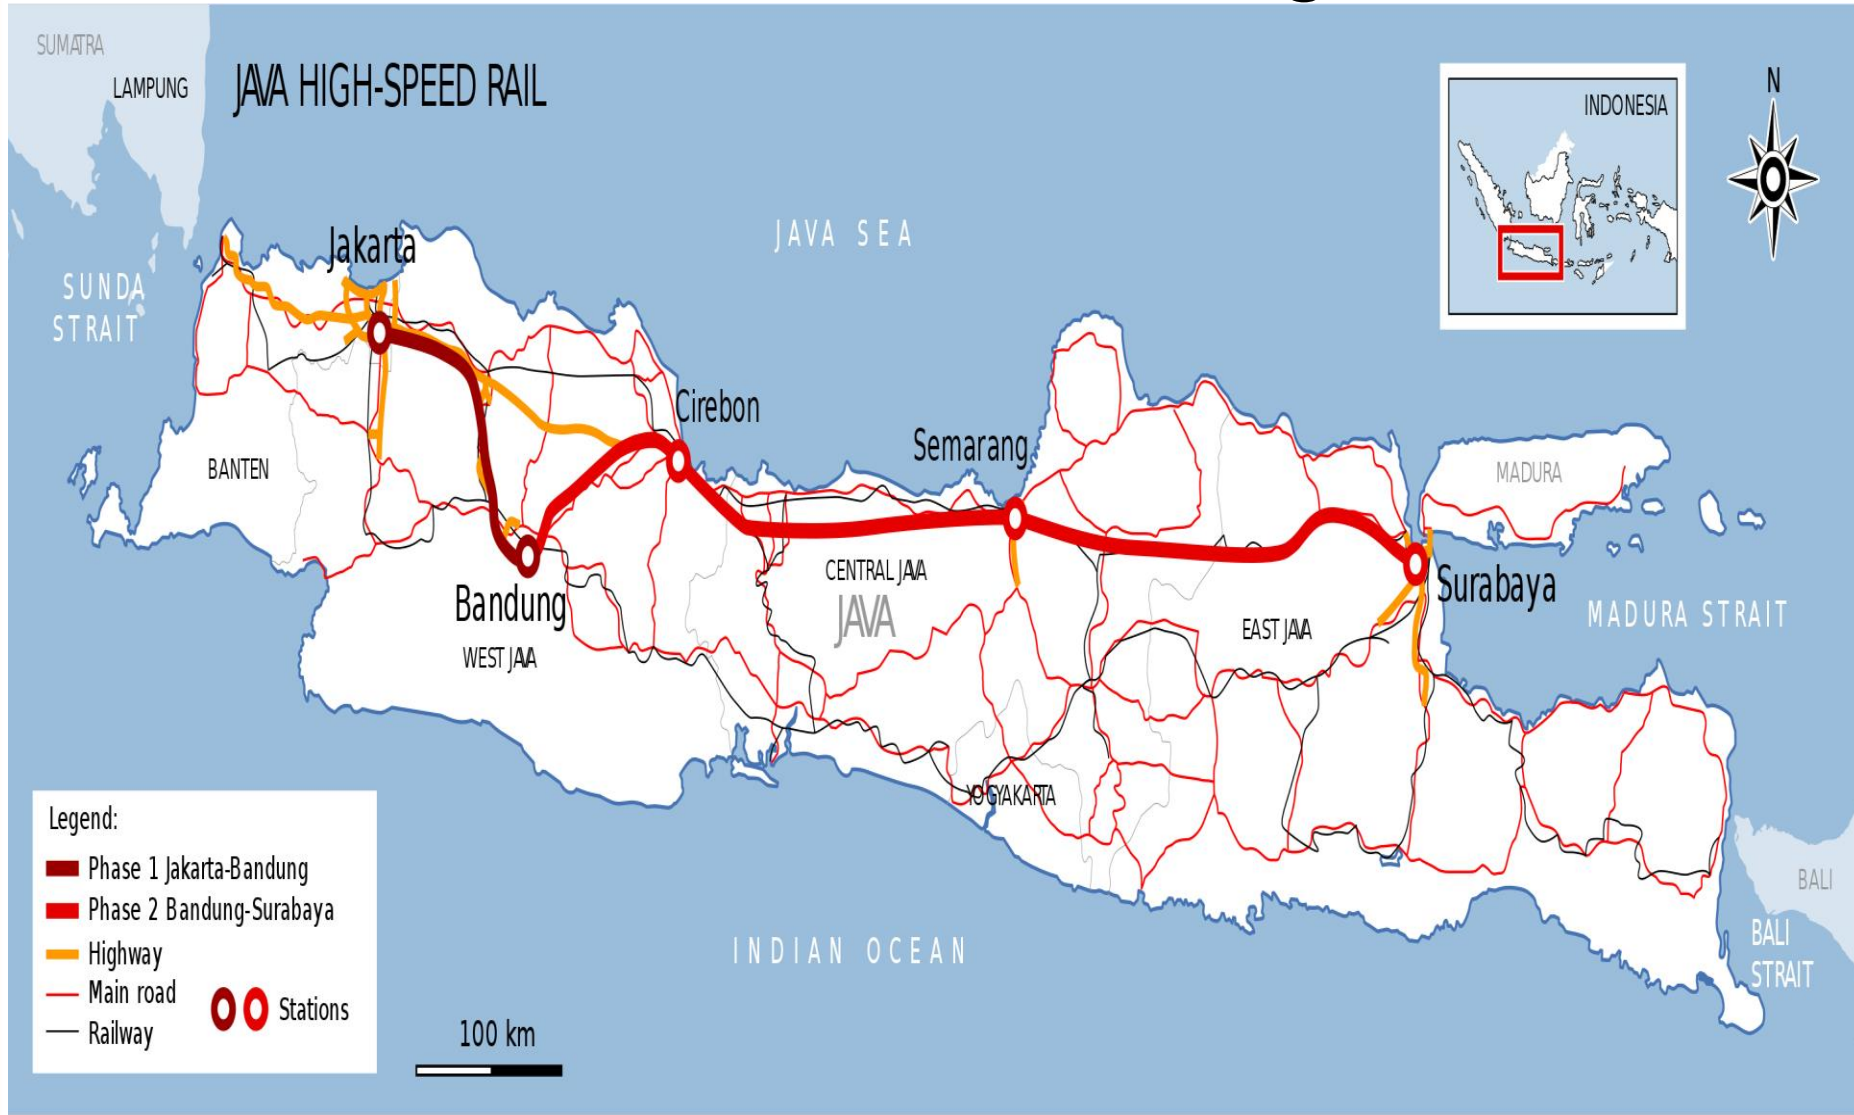 SUMATRA
LAMPUNG
JAVA HIGH-SPEED RAIL
INDONESIA
N
JAVA SEA
Jakarta
SUNDA
STRAIT
Cirebon
Semarang
BANTEN
MADURA
CENTRAL JAVA
JAVA
Bandung
Surabaya
MADURA STRAIT
EAST JAVA
WEST JAVA
YOGYAKARTA
Legend:
Phase 1 Jakarta-Bandung
Phase 2 Bandung-Surabaya
Highway
Main road
Railway
Stations
100 km
INDIAN OCEAN
BALI
BALI
STRAIT